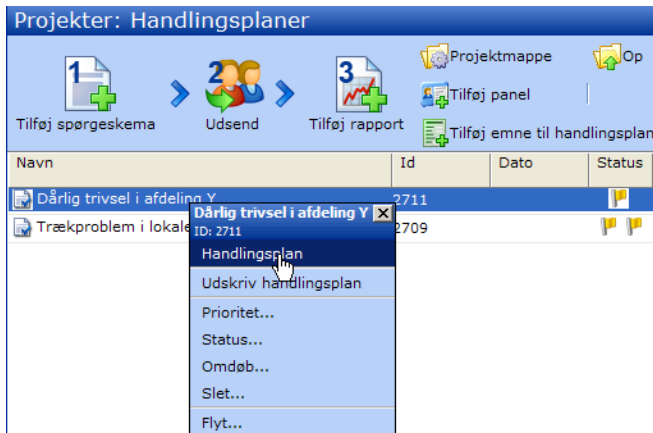 Projekter: Handlingsplaner
1 2 3
Projektmappe Op
Tilføj panel
Tilføj spørgeskema Udsend Tilføj rapport
Tilføj emne til handlingsplan
Navn Id Dato Status
Dårlig trivsel i afdeling Y 2711
Trækproblem i lokale 2709
Dårlig trivsel i afdeling Y
ID: 2711
Handlingsplan
Udskriv handlingsplan
Prioritet...
Status...
Omdøb...
Slet...
Flyt...